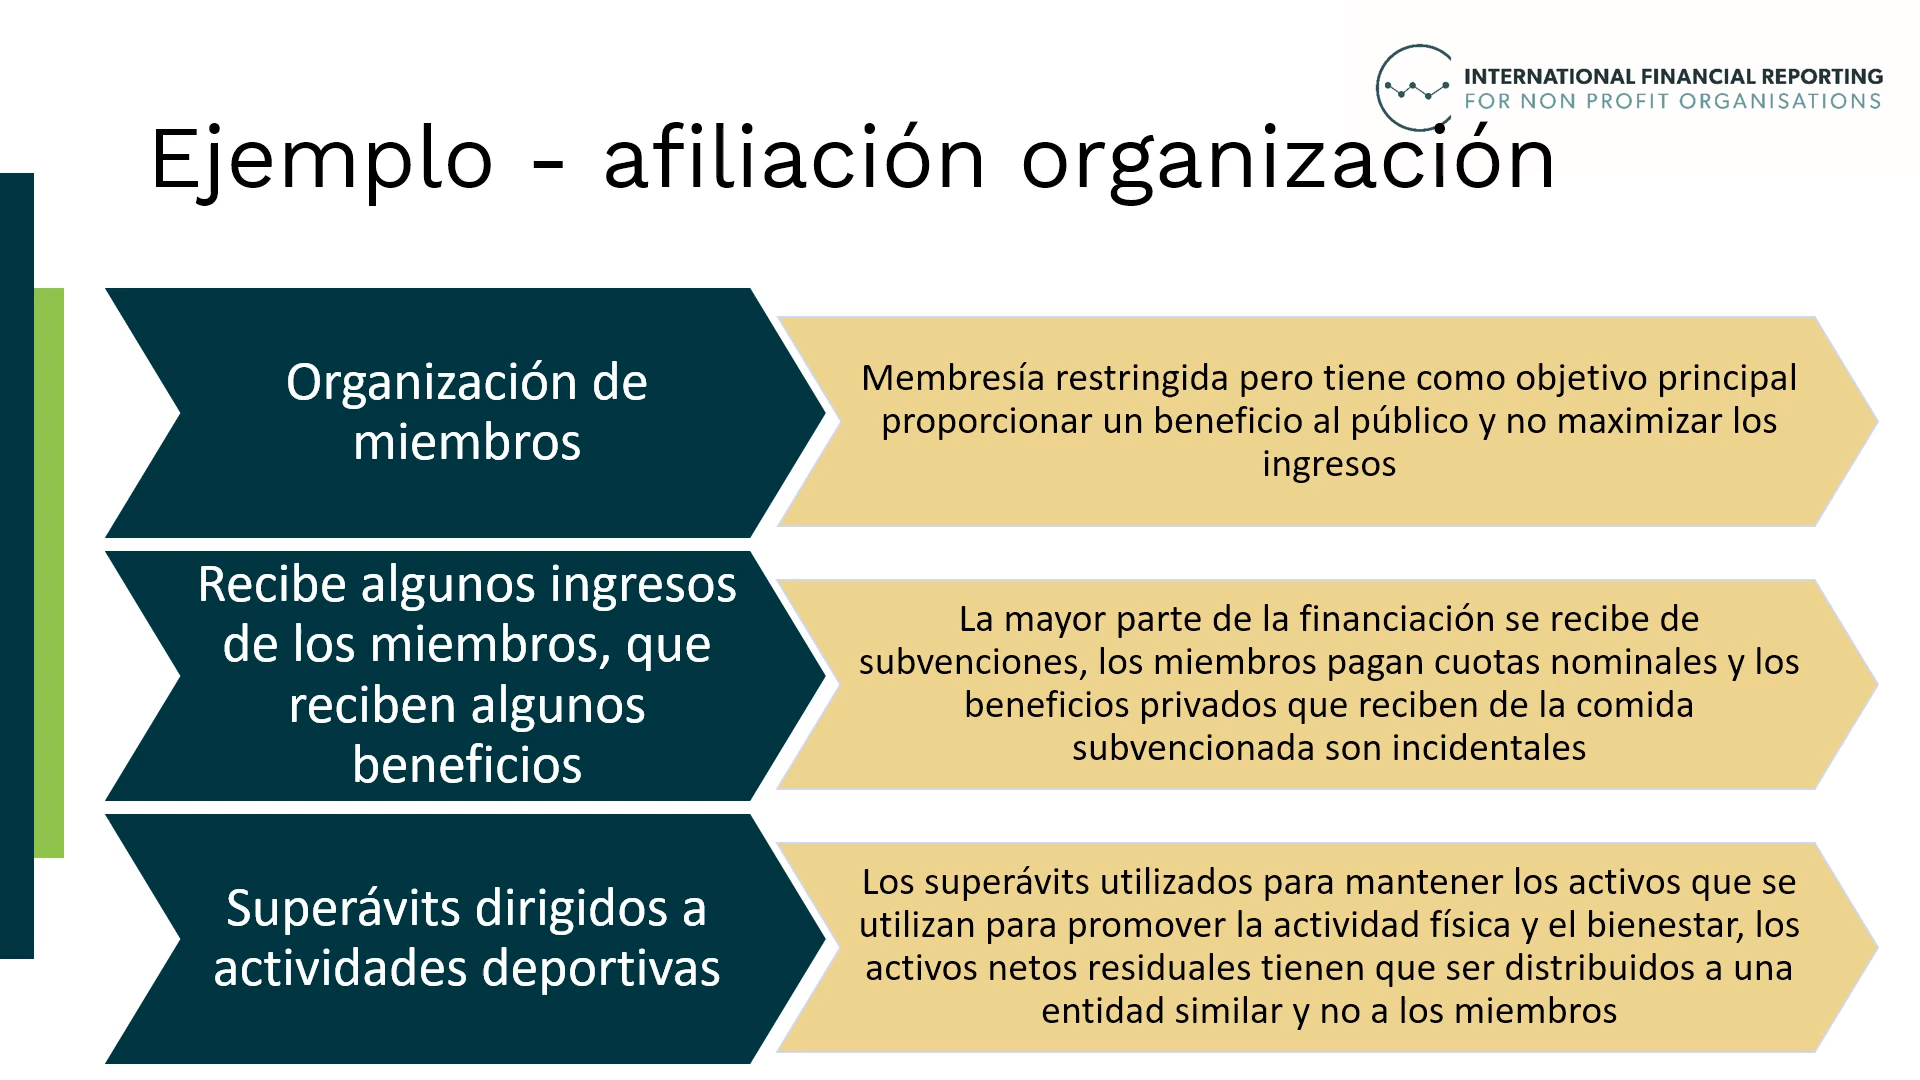 INTERNATIONAL FINANCIAL REPORTING
FOR NON PROFIT ORGANISATIONS
Ejemplo - afiliación organización
Organización de
miembros
Membresía restringida pero tiene como objetivo principal
proporcionar un beneficio al público y no maximizar los
ingresos
Recibe algunos ingresos
de los miembros, que
reciben algunos
beneficios
La mayor parte de la financiación se recibe de
subvenciones, los miembros pagan cuotas nominales y los
beneficios privados que reciben de la comida
subvencionada son incidentales
Superávits dirigidos a
actividades deportivas
Los superávits utilizados para mantener los activos que se
utilizan para promover la actividad física y el bienestar, los
activos netos residuales tienen que ser distribuidos a una
entidad similar y no a los miembros